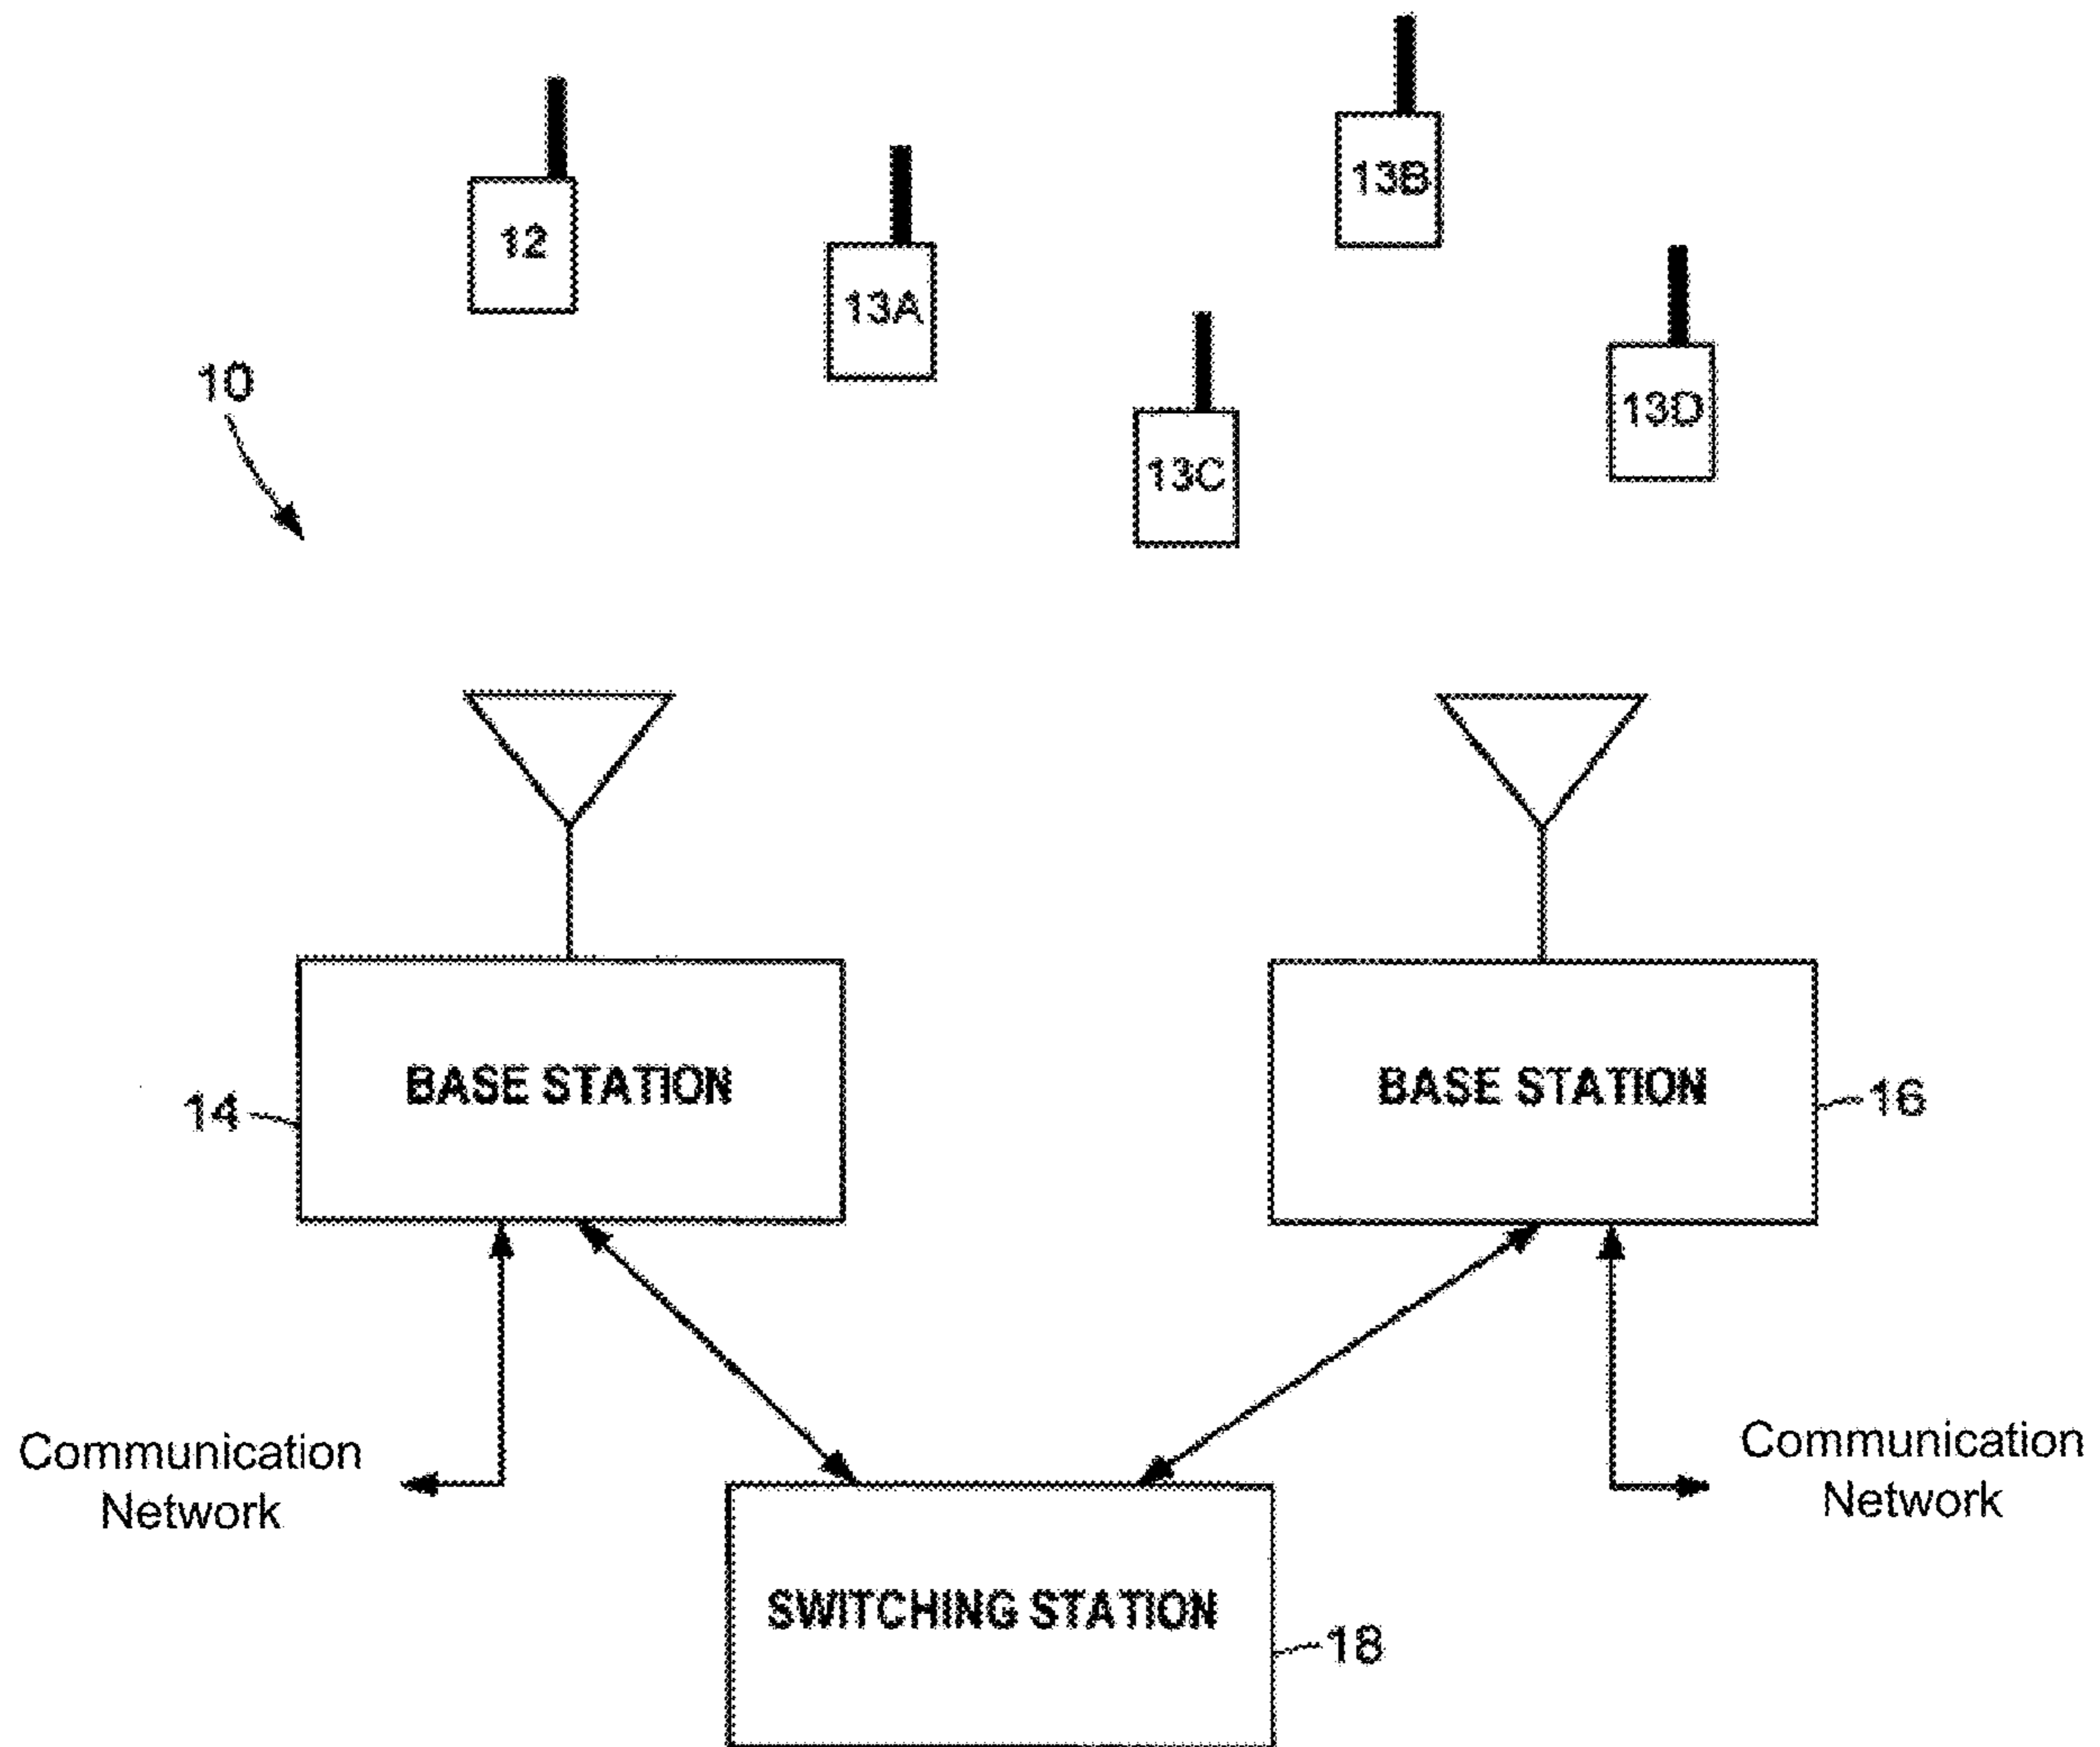 13B
12
13A
10
13D
13C
BASE STATION
BASE STATION
14
16
Communication
Network
Communication
Network
SWITCHING STATION
18